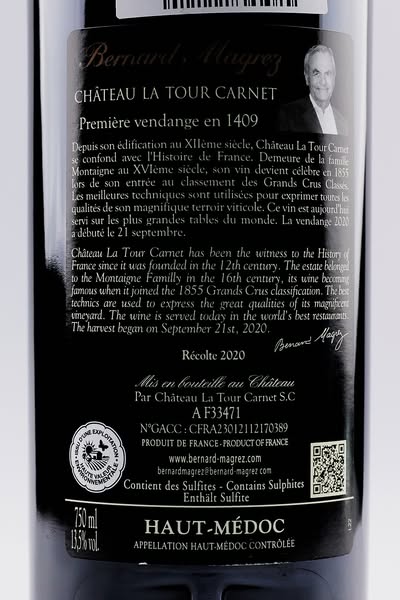 Bernard Magrez
CHÂTEAU LA TOUR CARNET
Première vendange en 1409
Depuis son édification au XIIème siècle, Château La Tour Carnet
se confond avec l'Histoire de France. Demeure de la famille
Montaigne au XVIème siècle, son vin devient célèbre en 1855
lors de son entrée au classement des Grands Crus Classés.
Les meilleures techniques sont utilisées pour exprimer toutes les
qualités de son magnifique terroir viticole. Ce vin est aujourd'hui
servi sur les plus grandes tables du monde. La vendange 2020
a débuté le 21 septembre.
Château La Tour Carnet has been the witness to the History of
France since it was founded in the 12th century. The estate belonged
to the Montaigne Familly in the 16th century, its wine becoming
famous when it joined the 1855 Grands Crus classification. The best
technics are used to express the great qualities of its magnificent
vineyard. The wine is served today in the world's best restaurants.
The harvest began on September 21st, 2020.
Bernard Magrez
Récolte 2020
Mis en bouteille au Château
Par Château La Tour Carnet S.C
A F33471
N°GACC : CFRA23012112170389
PRODUIT DE FRANCE - PRODUCT OF FRANCE
www.bernard-magrez.com
bernardmagrez@bernard-magrez.com
Contient des Sulfites - Contains Sulphites
Enthält Sulfite
ISSU D'UNE EXPLOITATION
HAUTE VALEUR
ENVIRONNEMENTALE
750 ml
13,5% vol.
HAUT-MÉDOC
APPELLATION HAUT-MÉDOC CONTRÔLÉE